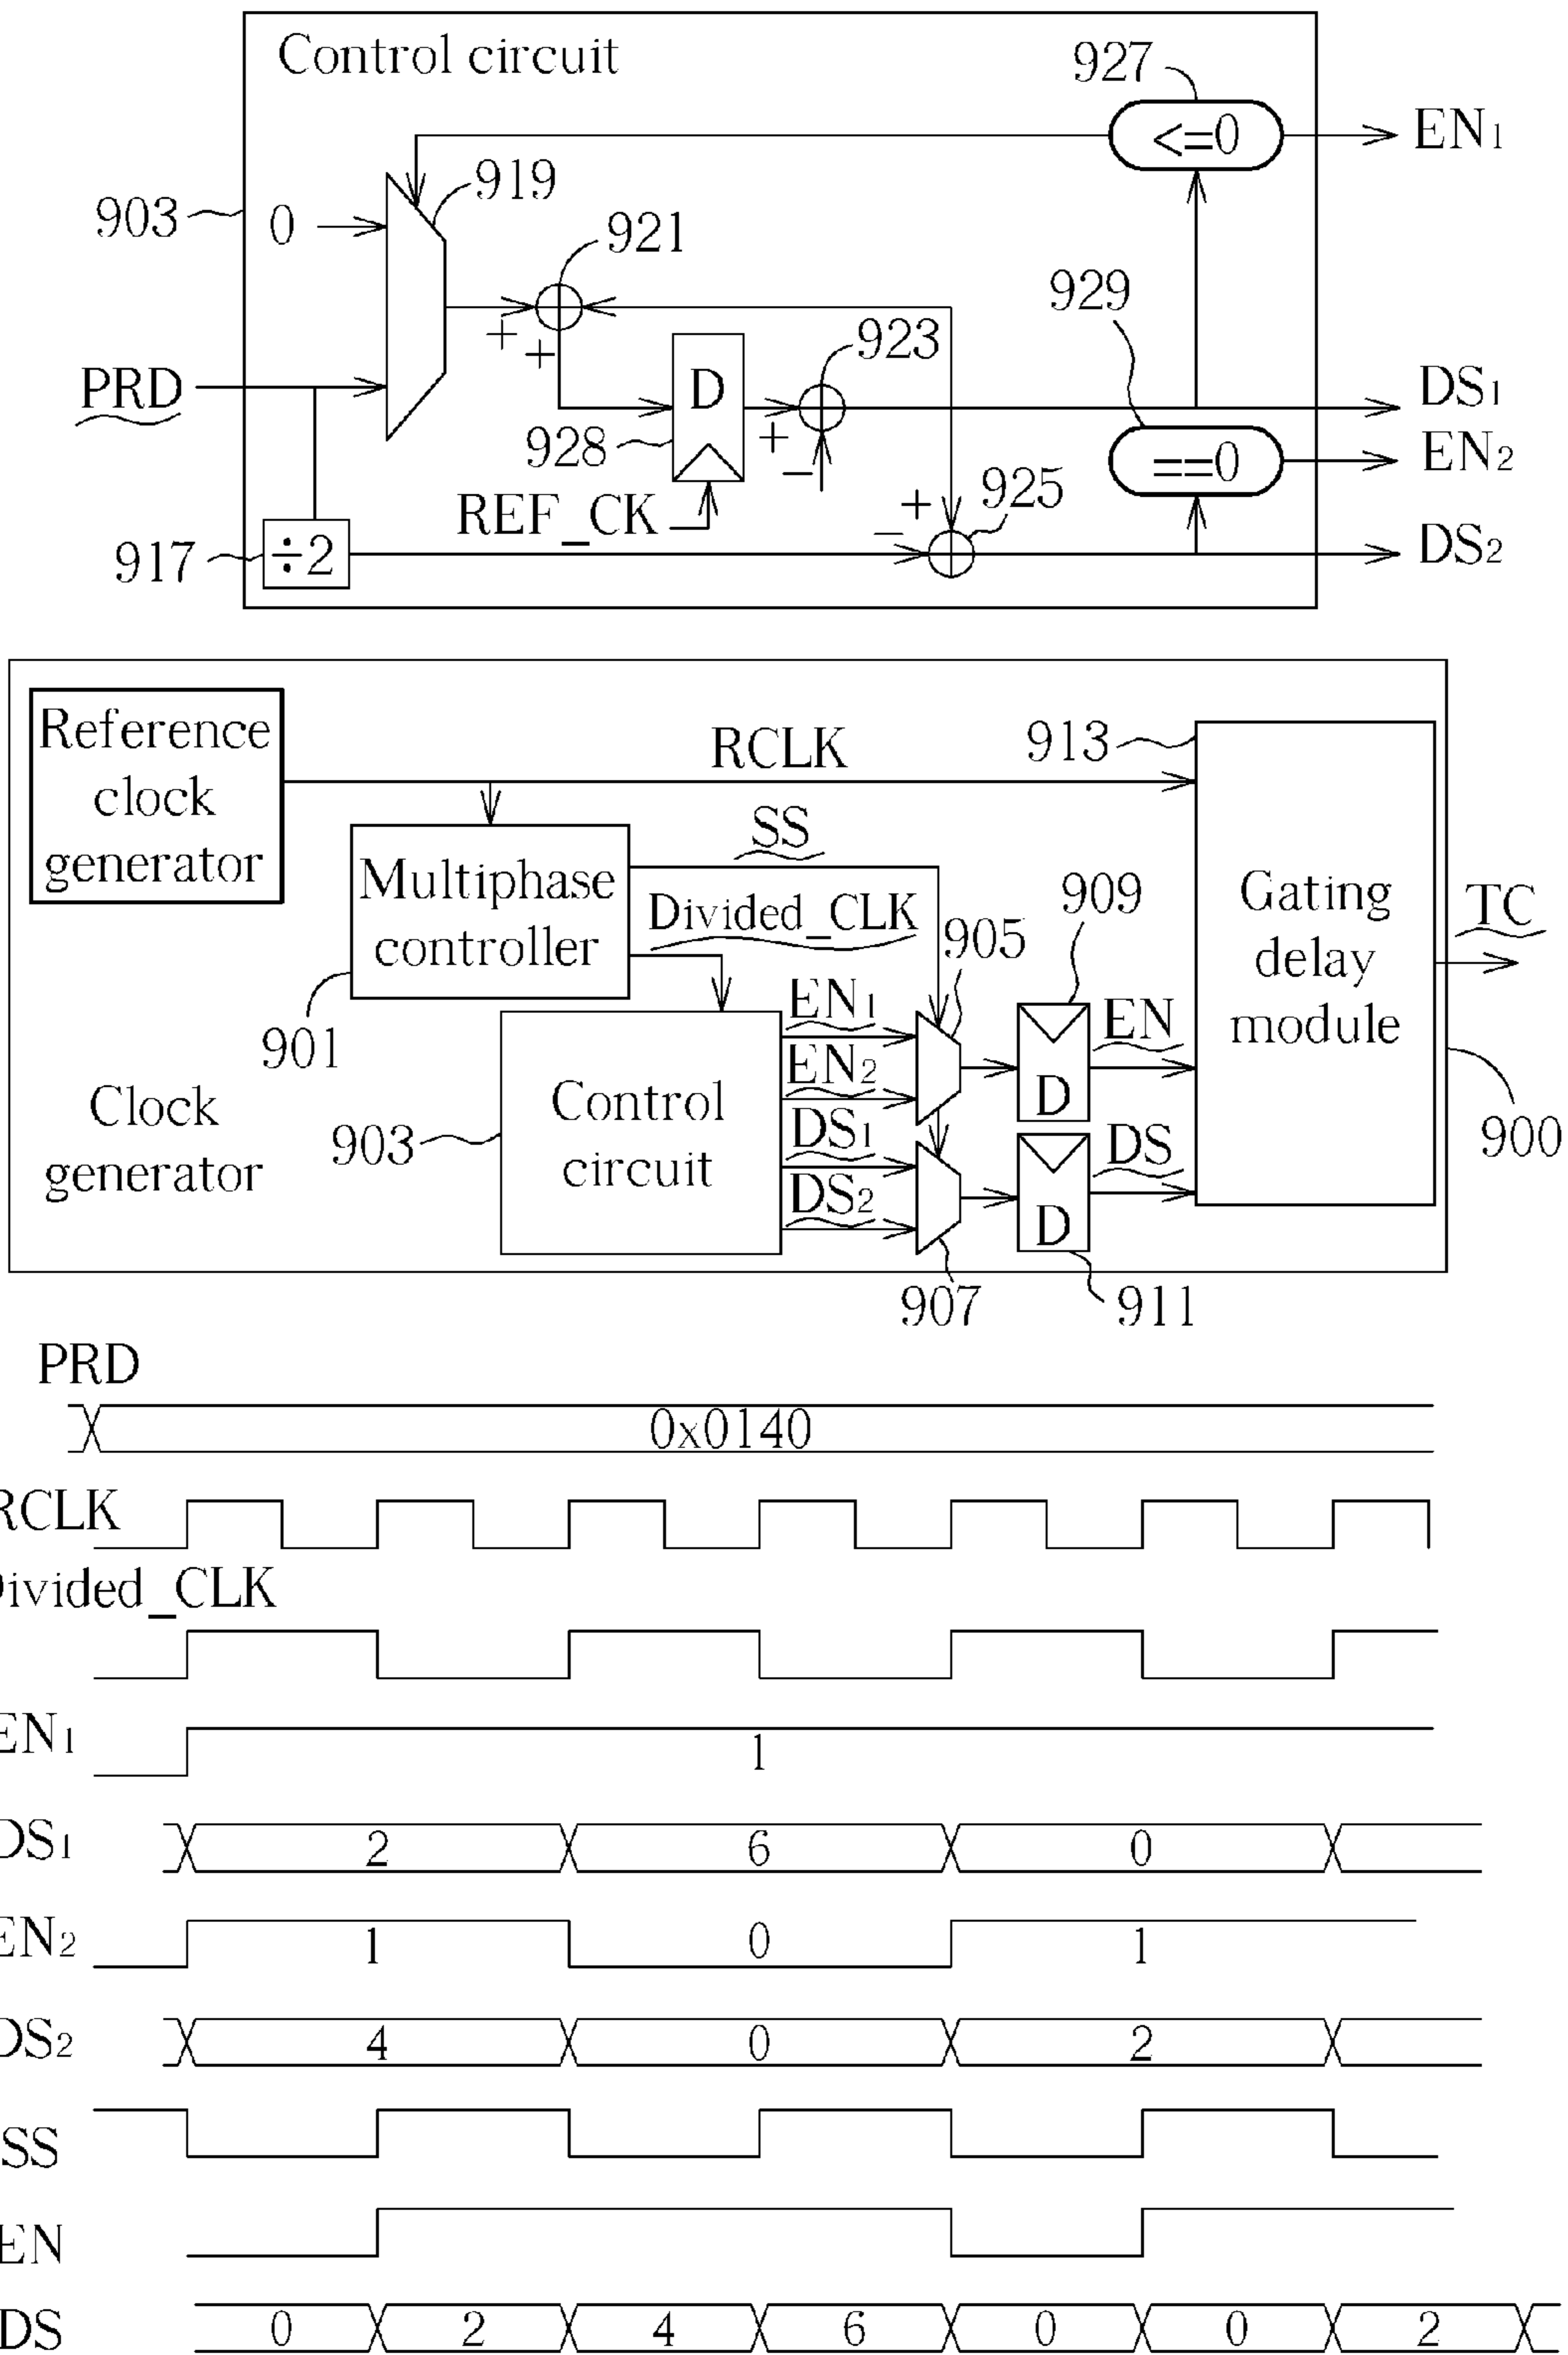 Control circuit
927
<=0
EN1
919
903
0
921
929
923
PRD
D
DS1
928
EN2
REF_CK
==0
925
917
÷2
DS2
+
+
+
−
+
−
Reference
clock
generator
RCLK
913
SS
Multiphase
controller
Divided_CLK
909
Gating
delay
module
TC
905
901
EN1
EN
EN2
Control
circuit
Clock
generator
903
DS1
DS
DS2
D
D
900
907
911
PRD
0x0140
RCLK
Divided_CLK
EN1
1
DS1
2
6
0
EN2
1
0
1
DS2
4
0
2
SS
EN
DS
0
2
4
6
0
0
2